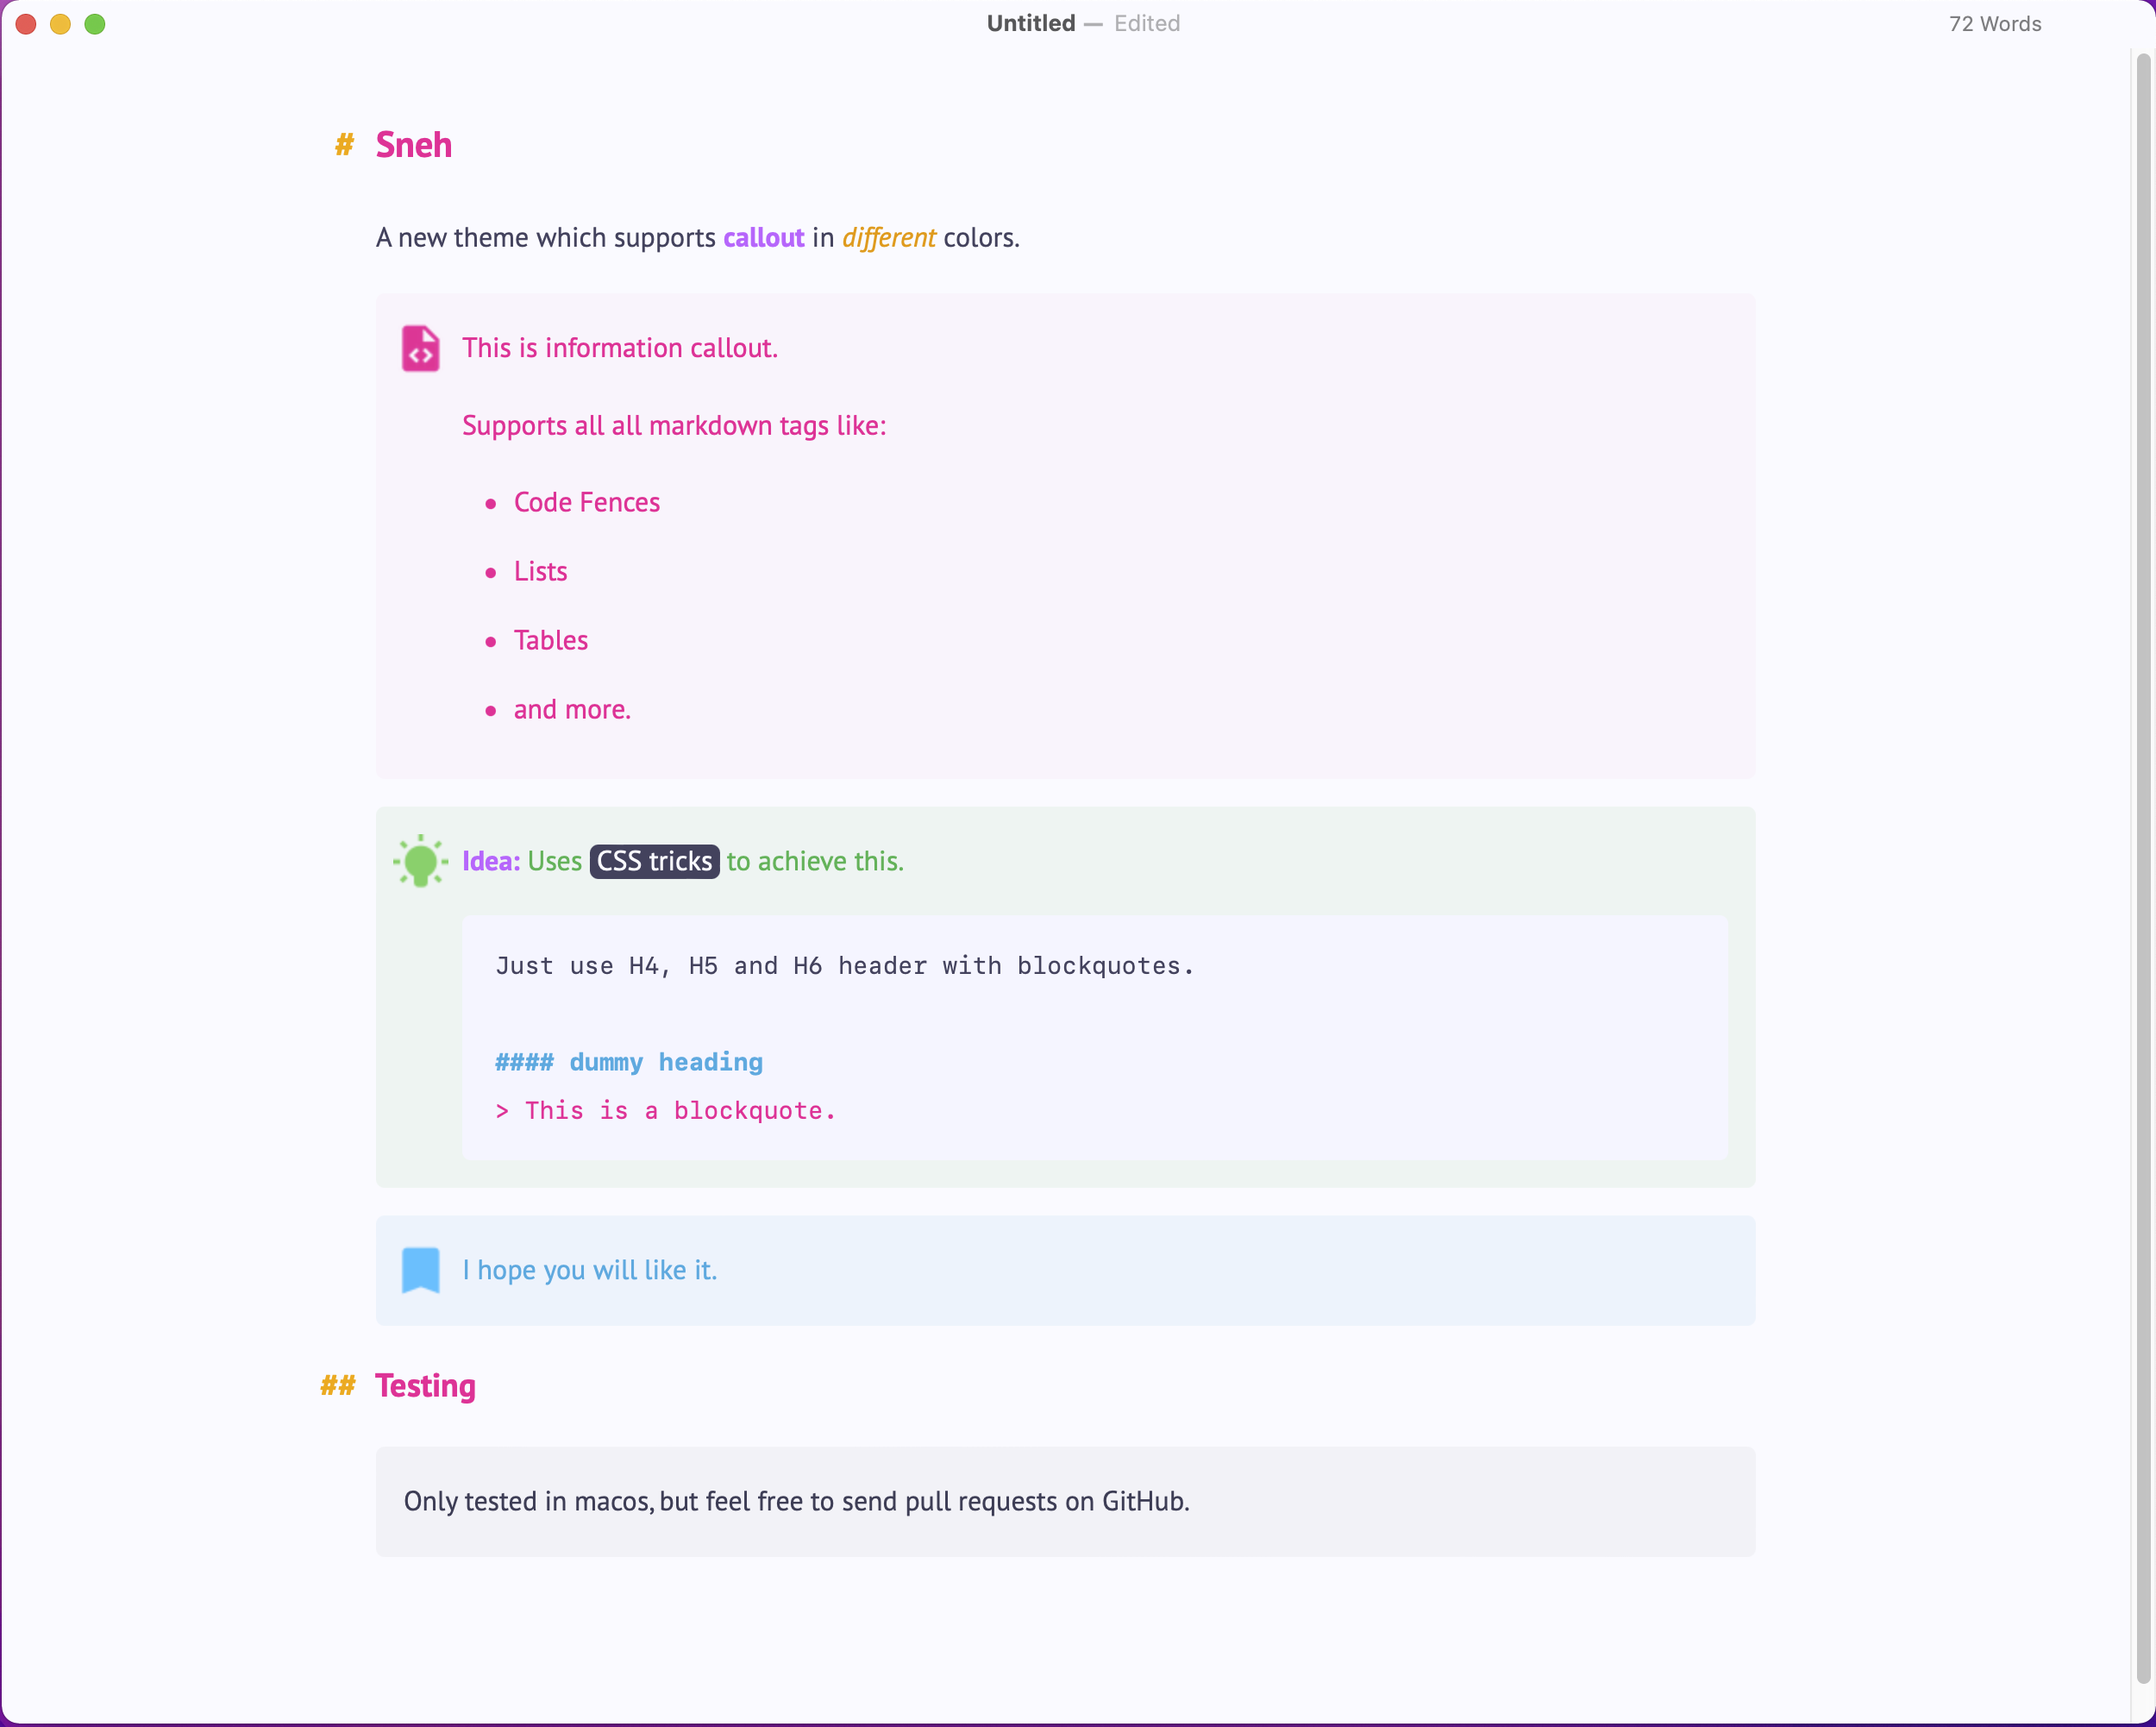 Untitled — Edited
72 Words
# Sneh
A new theme which supports callout in different colors.
This is information callout.
Supports all all markdown tags like:
• Code Fences
• Lists
• Tables
• and more.
Idea: Uses CSS tricks to achieve this.
Just use H4, H5 and H6 header with blockquotes.
#### dummy heading
> This is a blockquote.
I hope you will like it.
## Testing
Only tested in macos, but feel free to send pull requests on GitHub.